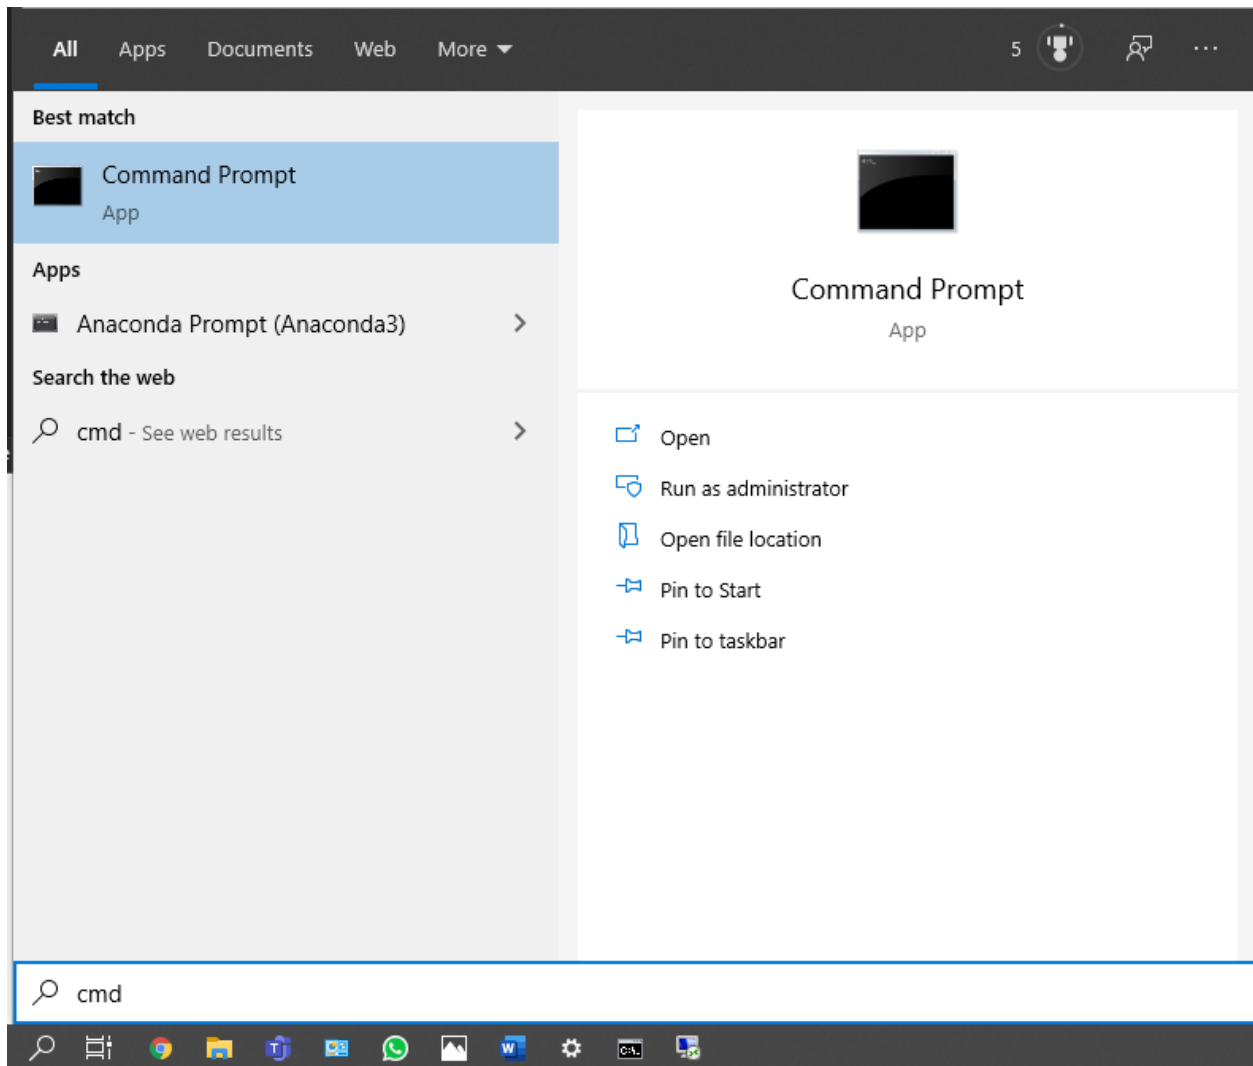 All Apps Documents Web More 5 ...
Best match
Command Prompt
App
Apps
Anaconda Prompt (Anaconda3)
Search the web
cmd - See web results
Command Prompt
App
Open
Run as administrator
Open file location
Pin to Start
Pin to taskbar
cmd